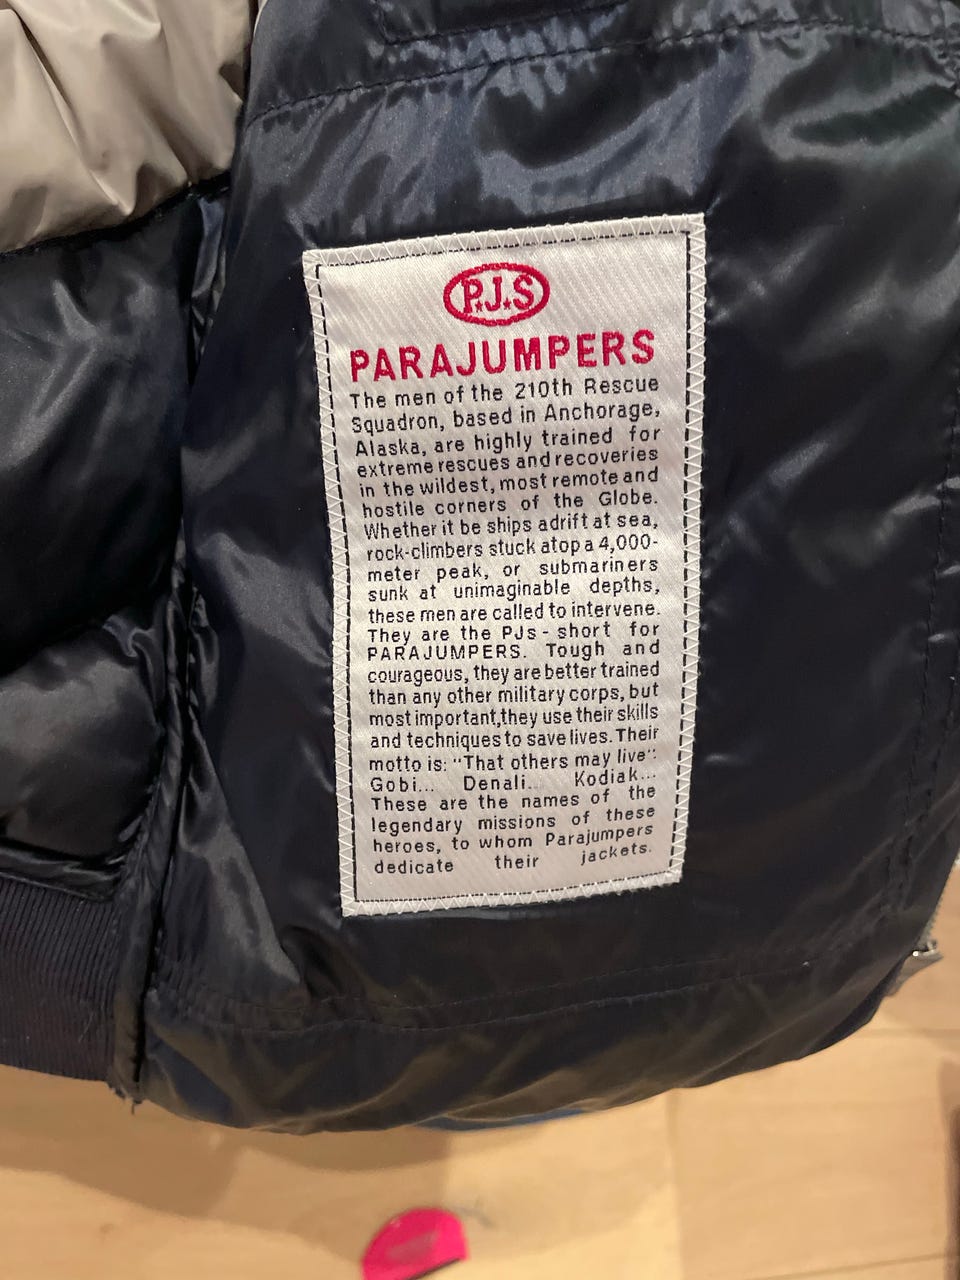 P.J.S
PARAJUMPERS
The men of the 210th Rescue
Squadron, based in Anchorage,
Alaska, are highly trained for
extreme rescues and recoveries
in the wildest, most remote and
hostile corners of the Globe.
Whether it be ships adrift at sea,
rock-climbers stuck atop a 4,000-
meter peak, or submariners
sunk at unimaginable depths,
these men are called to intervene.
They are the PJs - short for
PARAJUMPERS. Tough and
courageous, they are better trained
than any other military corps, but
most important,they use their skills
and techniques to save lives. Their
motto is: "That others may live":
Gobi... Denali... Kodiak...
These are the names of the
legendary missions of these
heroes, to whom Parajumpers
dedicate their jackets.